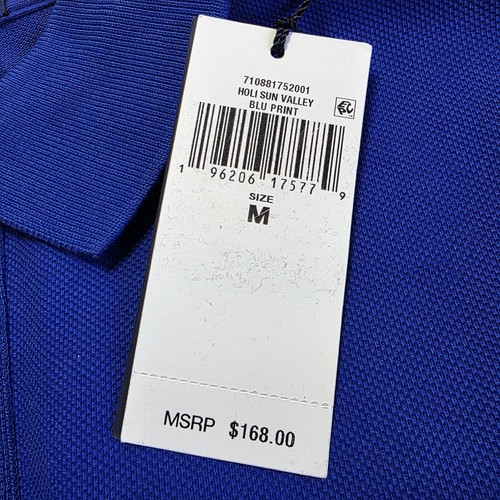 710881752001
HOLI SUN VALLEY
BLU PRINT
1 96206 17577 9
SIZE
M
MSRP $168.00